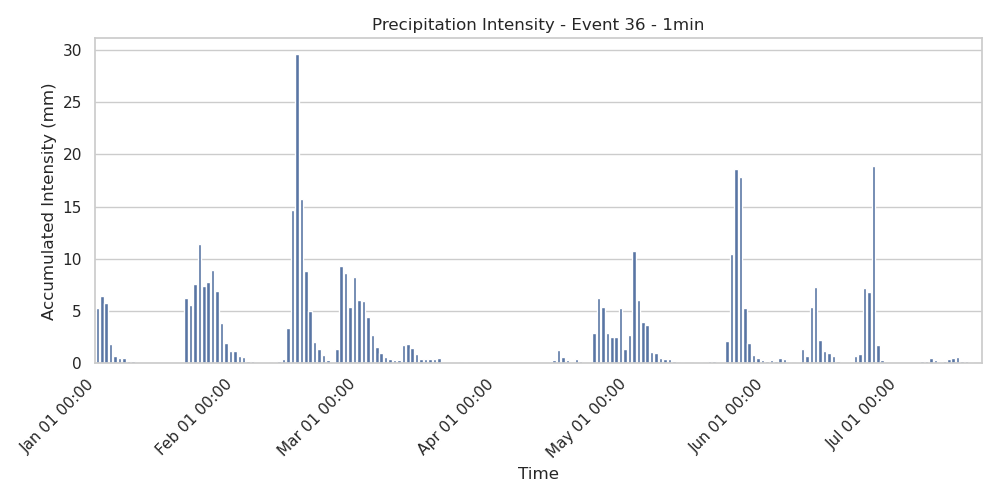 Precipitation Intensity - Event 36 - 1min
Accumulated Intensity (mm)
30
25
20
15
10
5
0
Jan 01 00:00
Feb 01 00:00
Mar 01 00:00
Apr 01 00:00
May 01 00:00
Jun 01 00:00
Jul 01 00:00
Time